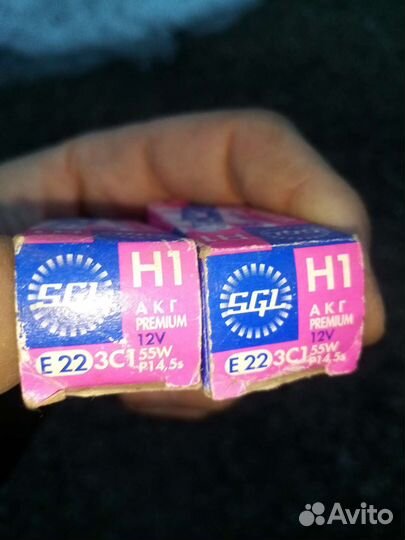 H1
SGL
АКГ
PREMIUM
12V
E 22 3C1 55W
P14,5s
H1
SGL
АКГ
PREMIUM
12V
E 22 3C1 55W
P14,5s
Avito